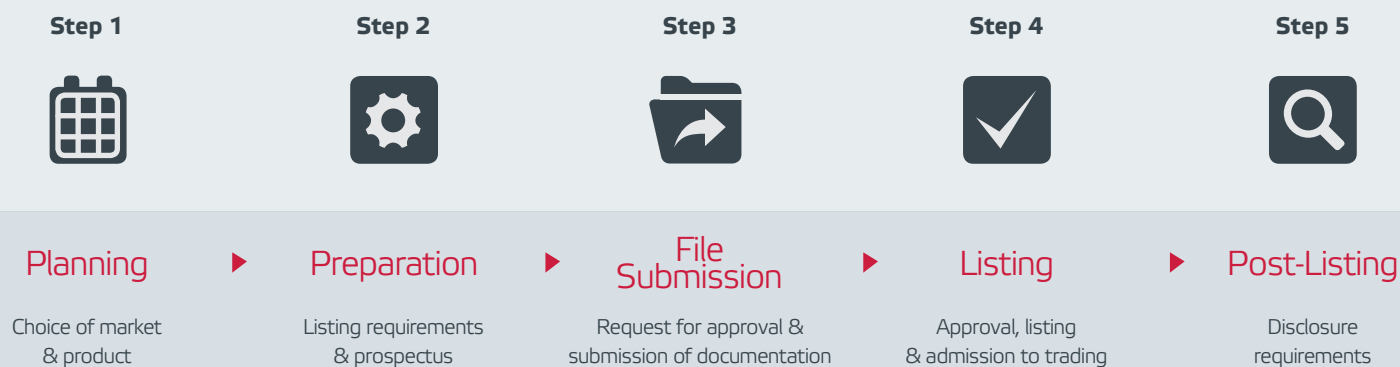 Step 1
Step 2
Step 3
Step 4
Step 5
Planning
Preparation
File
Submission
Listing
Post-Listing
Choice of market
& product
Listing requirements
& prospectus
Request for approval &
submission of documentation
Approval, listing
& admission to trading
Disclosure
requirements